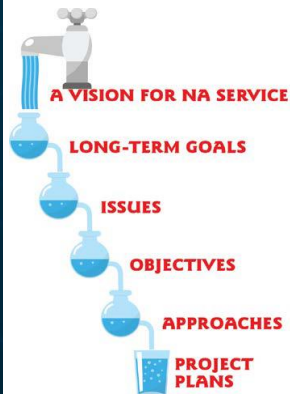 A VISION FOR NA SERVICE
LONG-TERM GOALS
ISSUES
OBJECTIVES
APPROACHES
PROJECT
PLANS